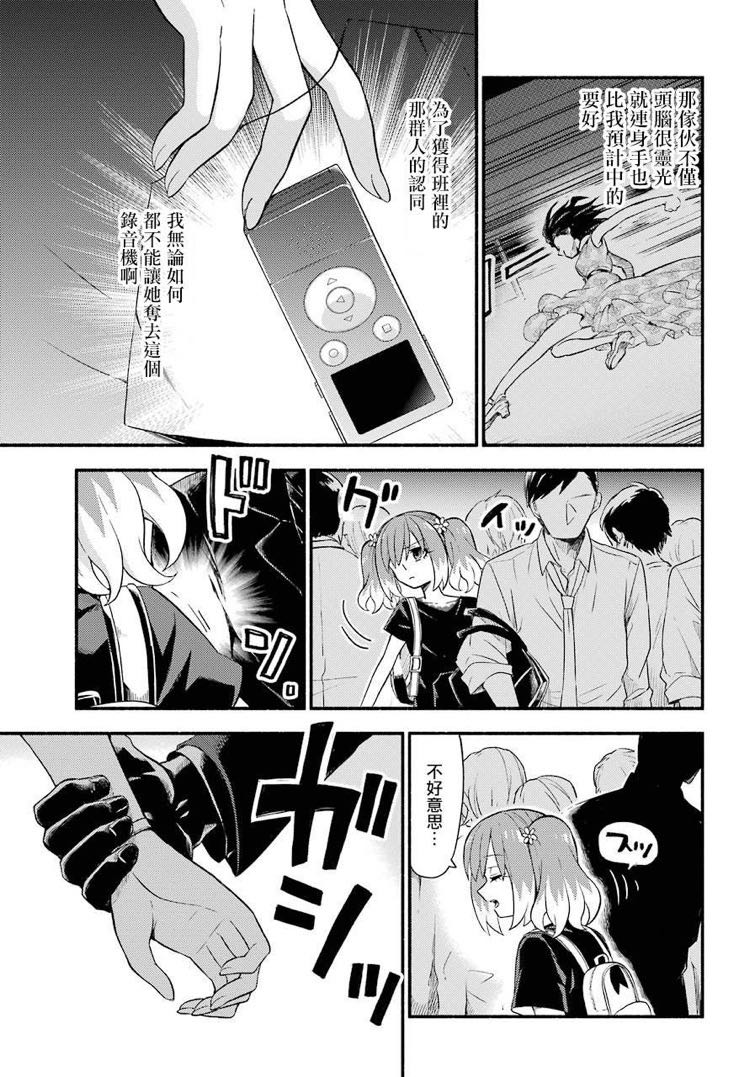 那傢伙不僅
頭腦很靈光
就連身手也
比我預計中的
要好
為了獲得班裡的
那群人的認同
我無論如何
都不能讓她奪去這個
錄音機啊
イッ
グッ
ドンッ
不好意思…
スッ
ガシッ